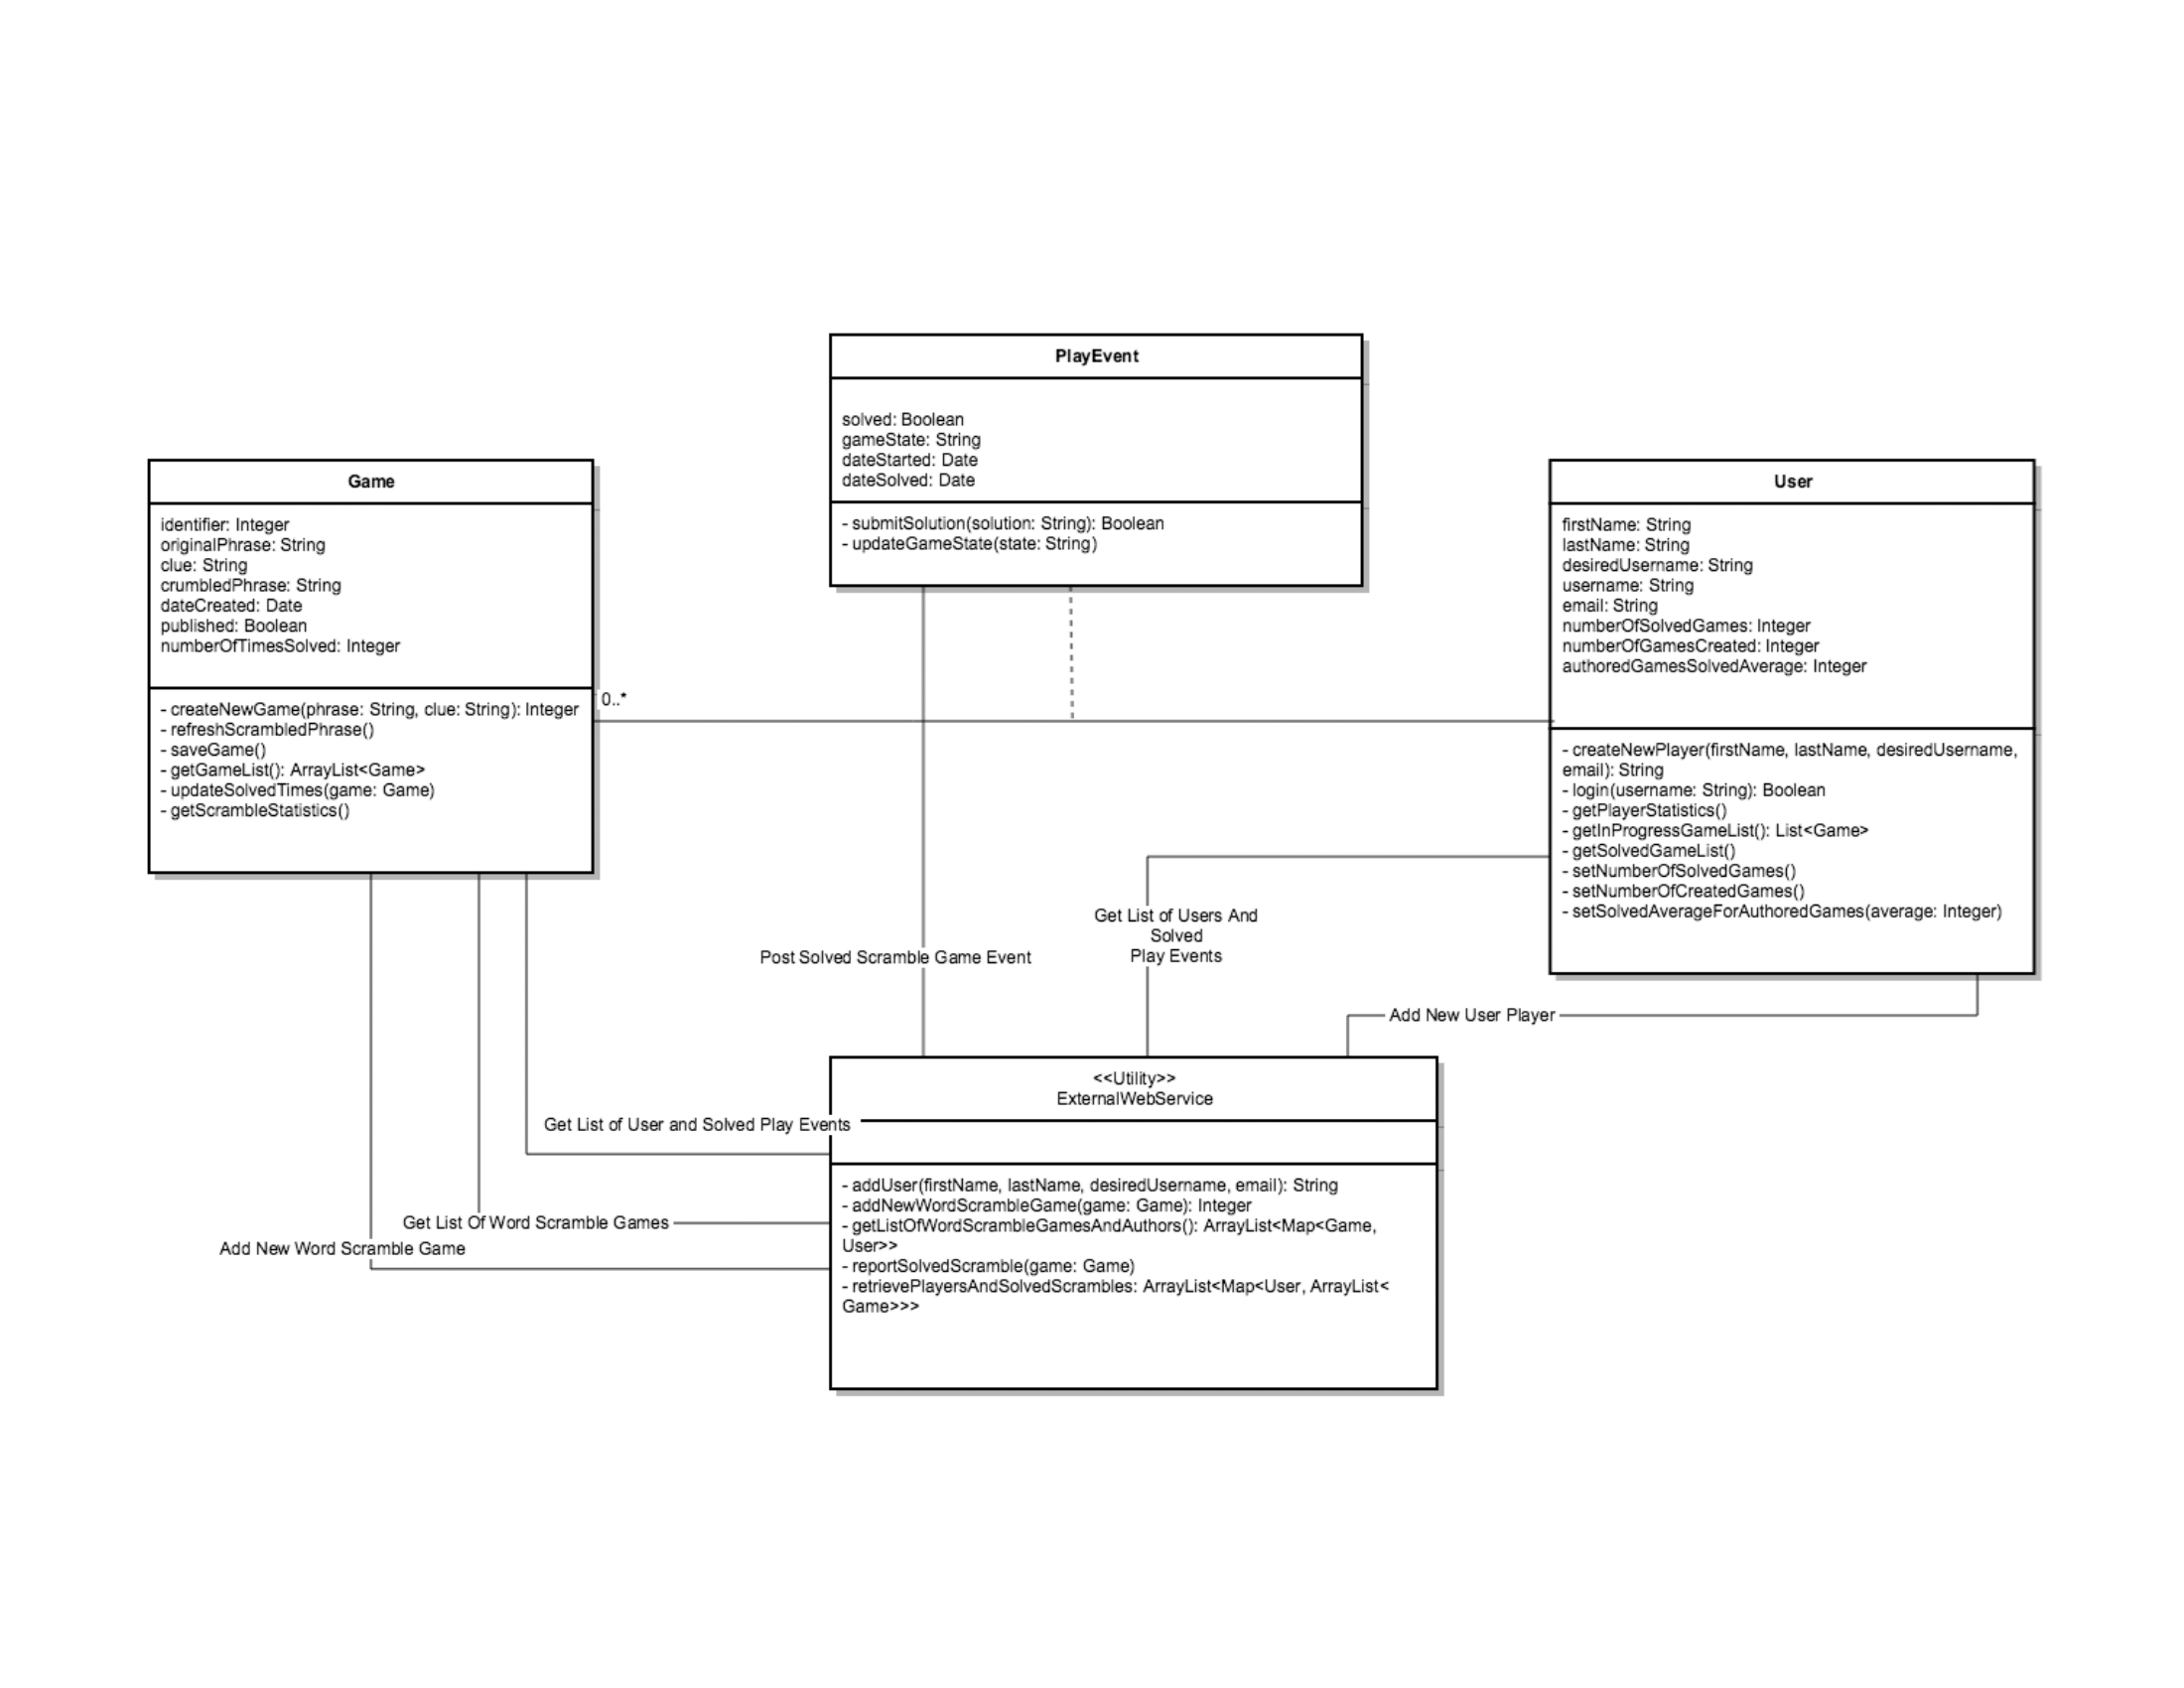 PlayEvent
solved: Boolean
gameState: String
dateStarted: Date
dateSolved: Date
- submitSolution(solution: String): Boolean
- updateGameState(state: String)
Game
identifier: Integer
originalPhrase: String
clue: String
crumbledPhrase: String
dateCreated: Date
published: Boolean
numberOfTimesSolved: Integer
- createNewGame(phrase: String, clue: String): Integer
- refreshScrambledPhrase()
- saveGame()
- getGameList(): ArrayList<Game>
- updateSolvedTimes(game: Game)
- getScrambleStatistics()
0..*
User
firstName: String
lastName: String
desiredUsername: String
username: String
email: String
numberOfSolvedGames: Integer
numberOfGamesCreated: Integer
authoredGamesSolvedAverage: Integer
- createNewPlayer(firstName, lastName, desiredUsername,
email): String
- login(username: String): Boolean
- getPlayerStatistics()
- getInProgressGameList(): List<Game>
- getSolvedGameList()
- setNumberOfSolvedGames()
- setNumberOfCreatedGames()
- setSolvedAverageForAuthoredGames(average: Integer)
Get List of Users And
Solved
Play Events
Post Solved Scramble Game Event
Add New User Player
<<Utility>>
ExternalWebService
Get List of User and Solved Play Events
- addUser(firstName, lastName, desiredUsername, email): String
- addNewWordScrambleGame(game: Game): Integer
- getListOfWordScrambleGamesAndAuthors(): ArrayList<Map<Game,
User>>
- reportSolvedScramble(game: Game)
- retrievePlayersAndSolvedScrambles: ArrayList<Map<User, ArrayList<
Game>>>
Get List Of Word Scramble Games
Add New Word Scramble Game